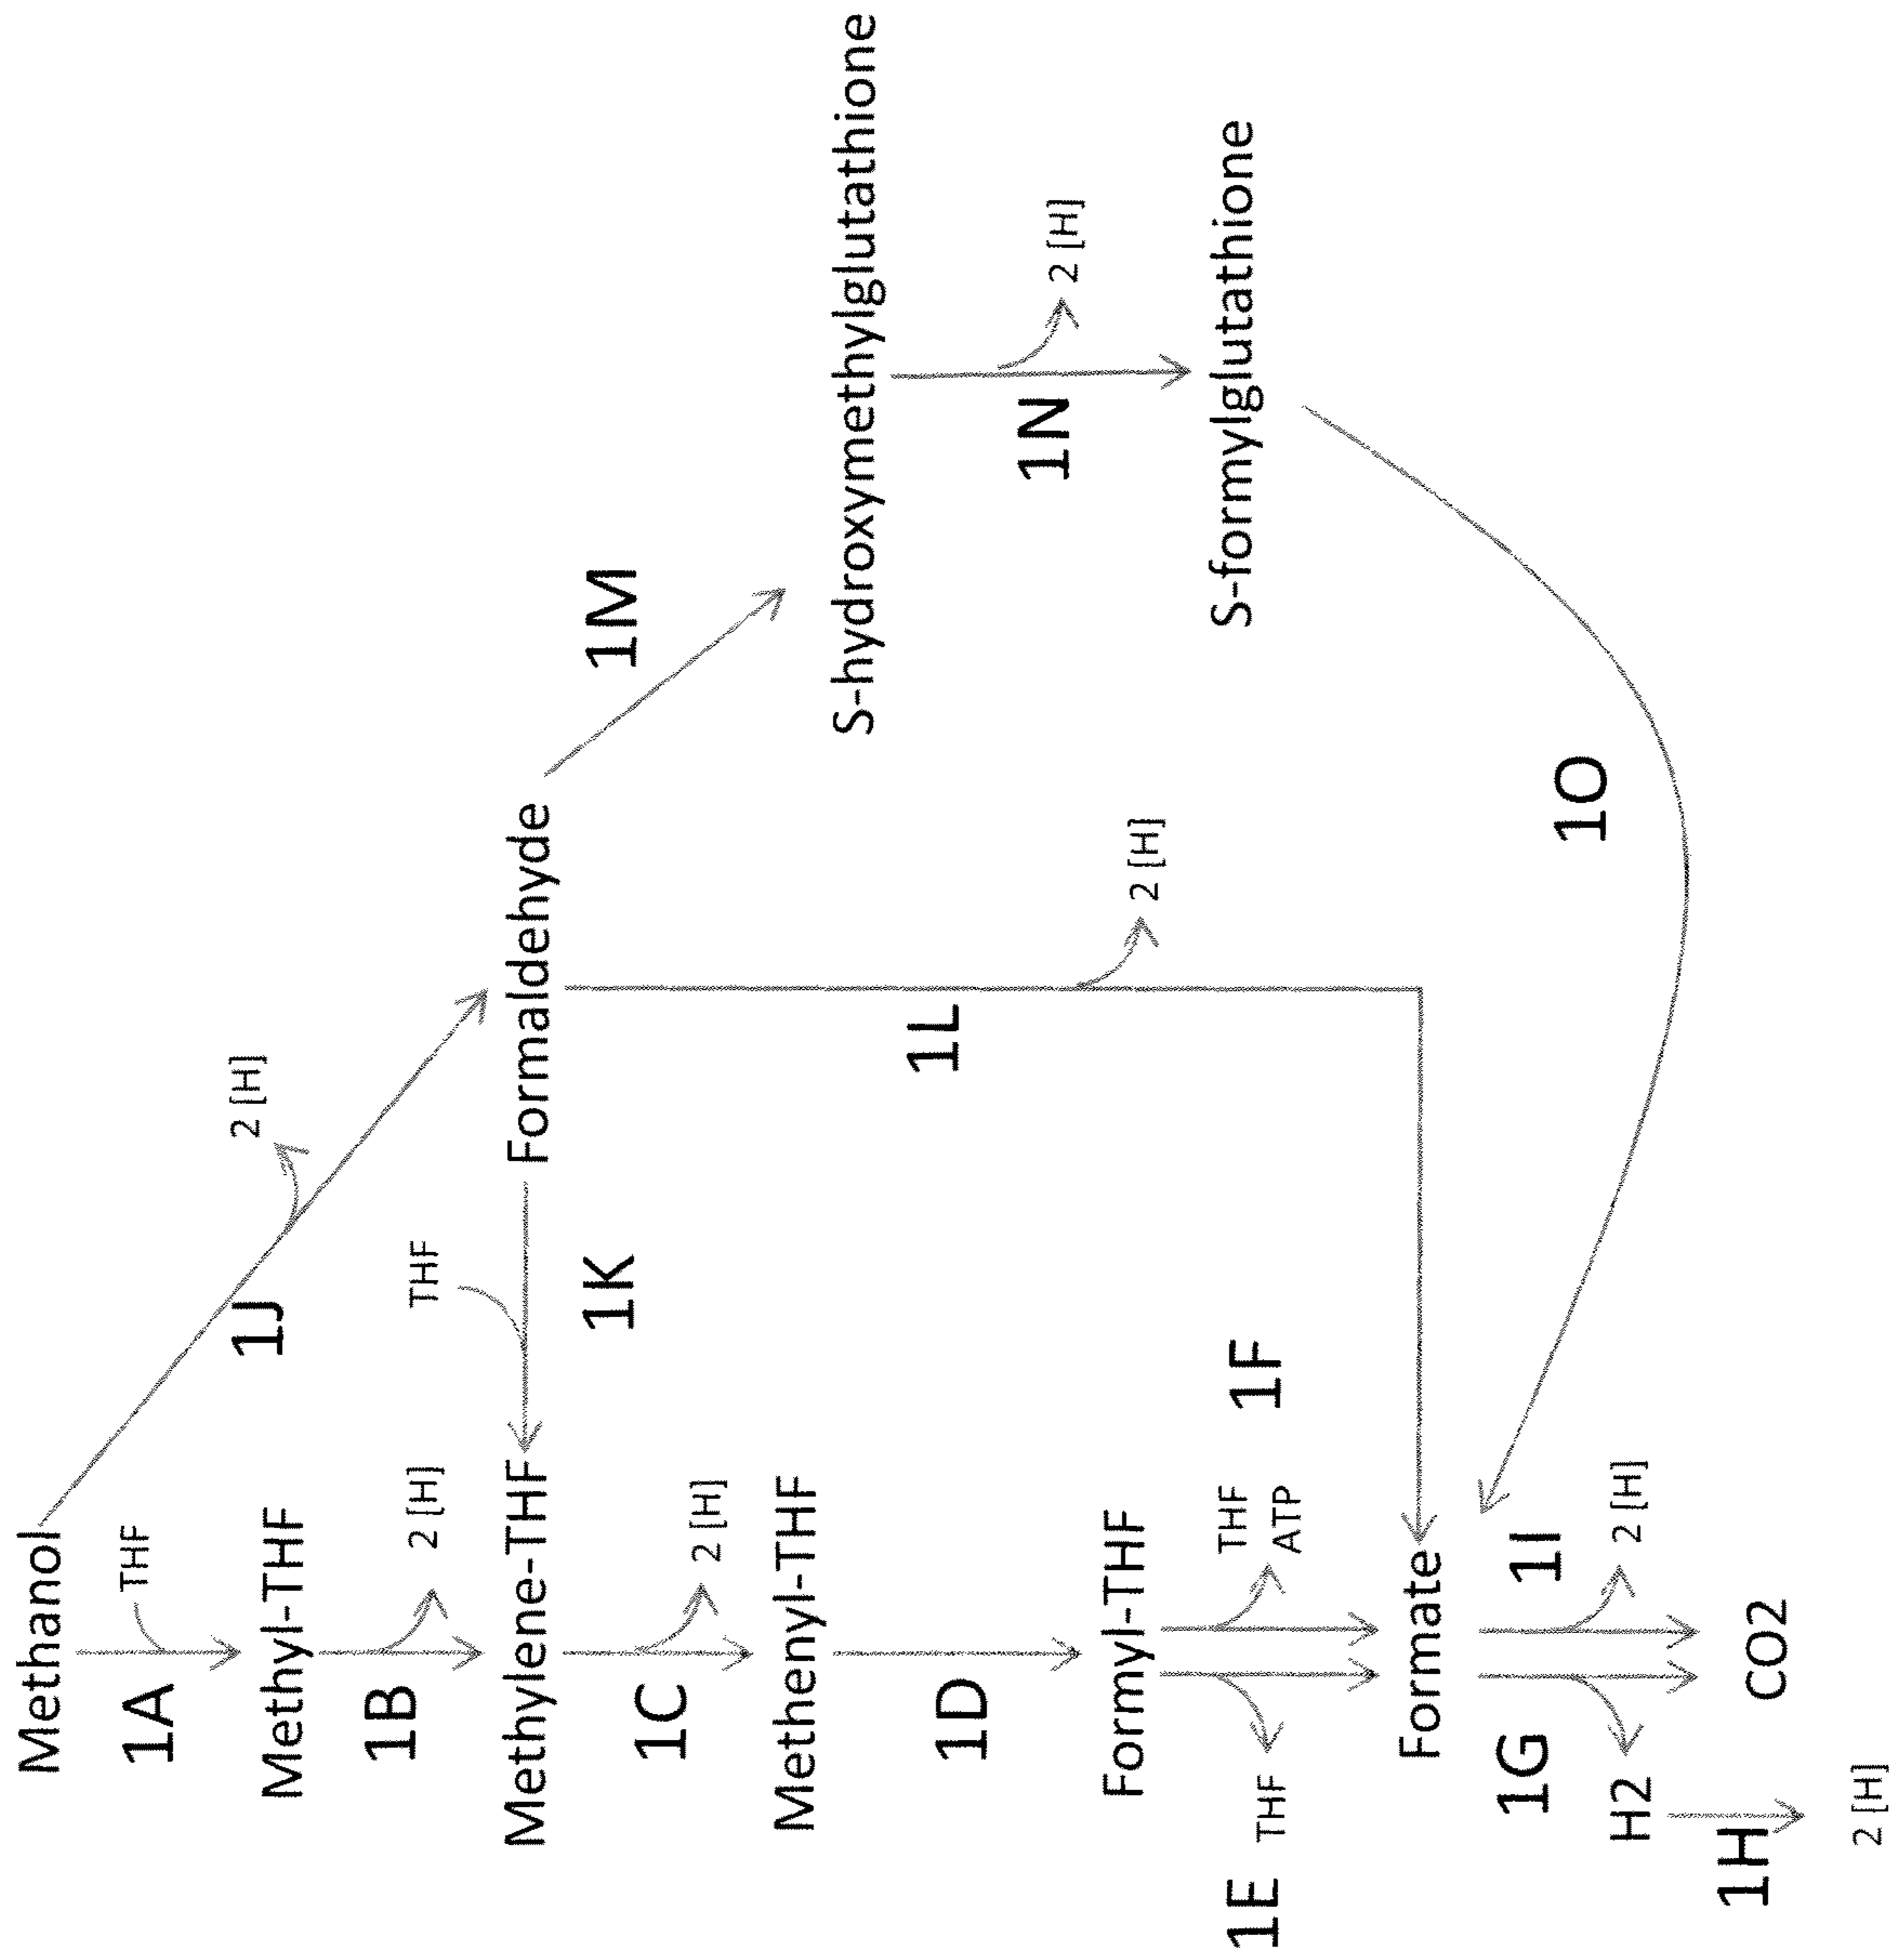 Methanol
1A
THF
Methyl-THF
1B
2 [H]
Methylene-THF
1C
2 [H]
Methenyl-THF
1D
Formyl-THF
1E
THF
THF
ATP
1F
Formate
1G
1I
H2
2 [H]
1H
CO2
2 [H]
1J
2 [H]
THF
1K
Formaldehyde
1L
2 [H]
1M
S-hydroxymethylglutathione
1N
2 [H]
S-formylglutathione
1O